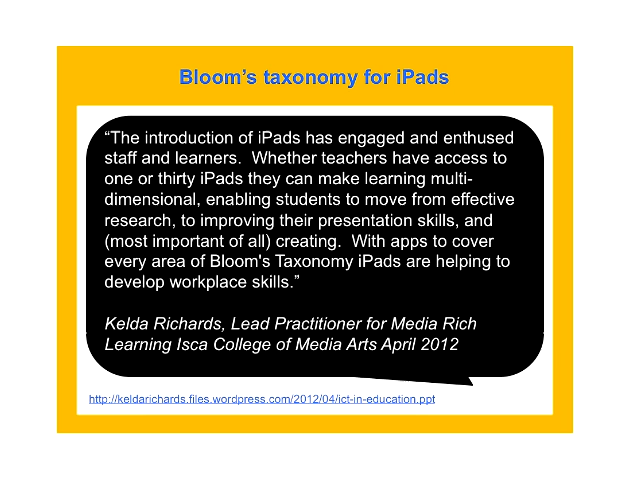 Bloom’s taxonomy for iPads
“The introduction of iPads has engaged and enthused
staff and learners.  Whether teachers have access to
one or thirty iPads they can make learning multi-
dimensional, enabling students to move from effective
research, to improving their presentation skills, and
(most important of all) creating.  With apps to cover
every area of Bloom's Taxonomy iPads are helping to
develop workplace skills.”
Kelda Richards, Lead Practitioner for Media Rich
Learning Isca College of Media Arts April 2012
http://keldarichards.files.wordpress.com/2012/04/ict-in-education.ppt